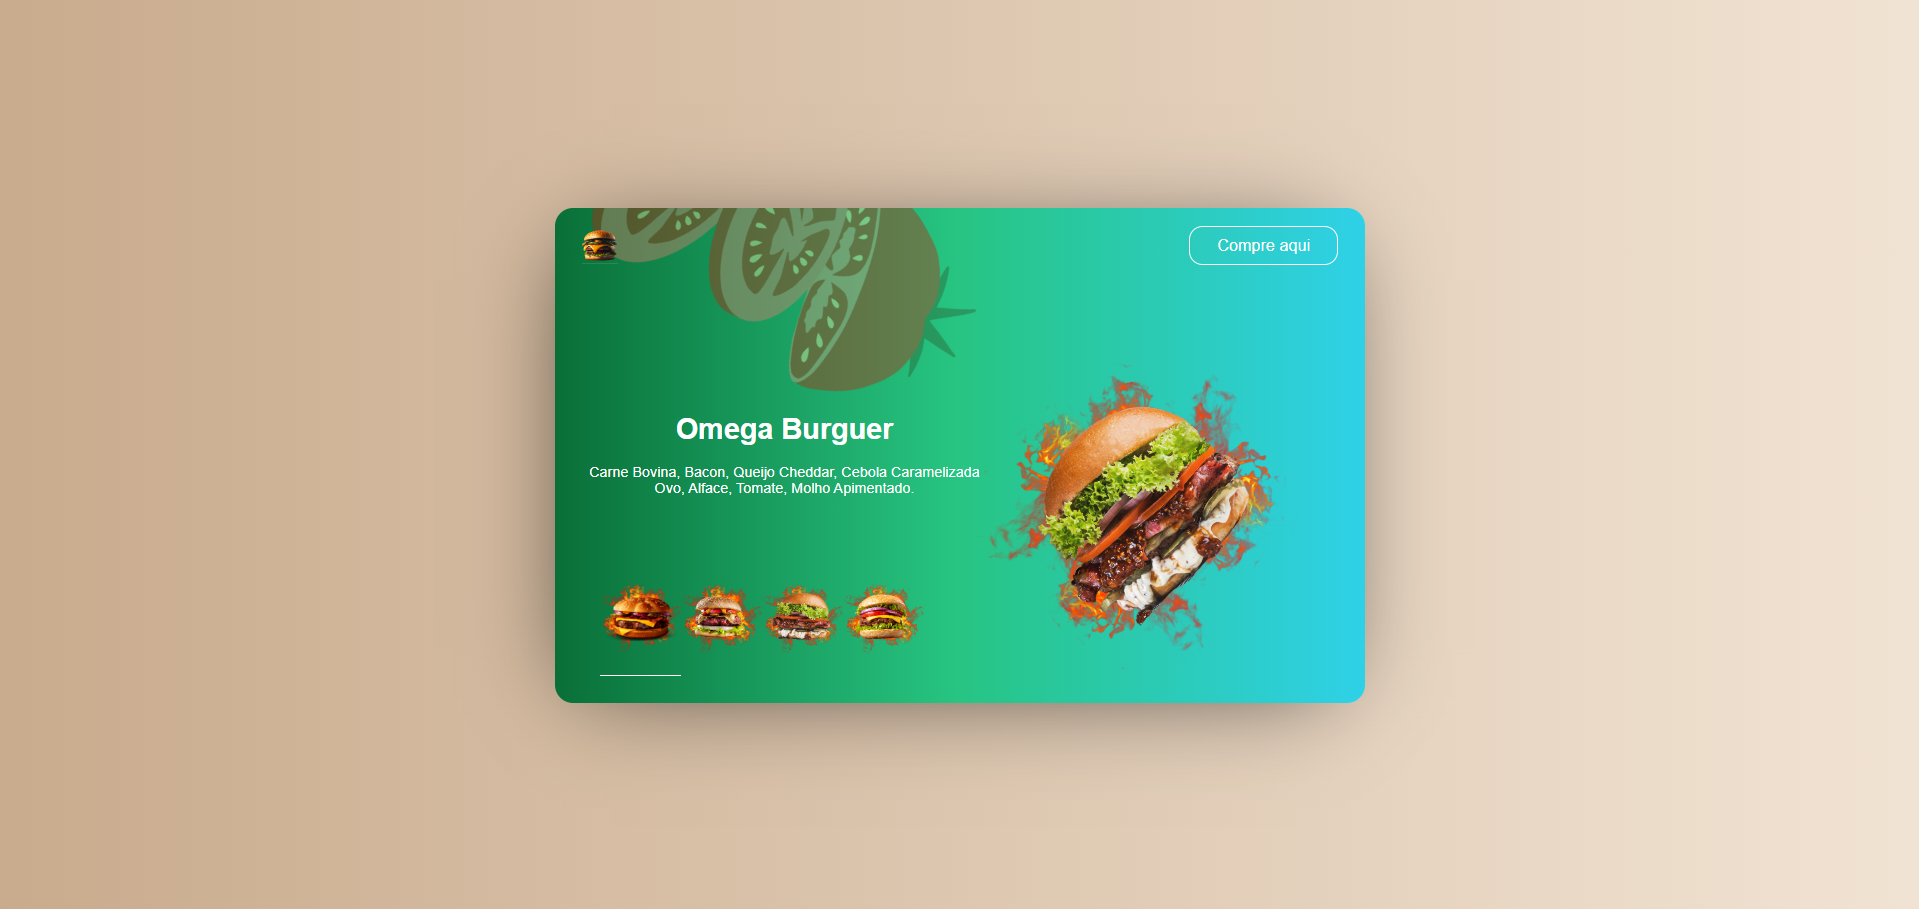 Compre aqui
Omega Burguer
Carne Bovina, Bacon, Queijo Cheddar, Cebola Caramelizada
Ovo, Alface, Tomate, Molho Apimentado.